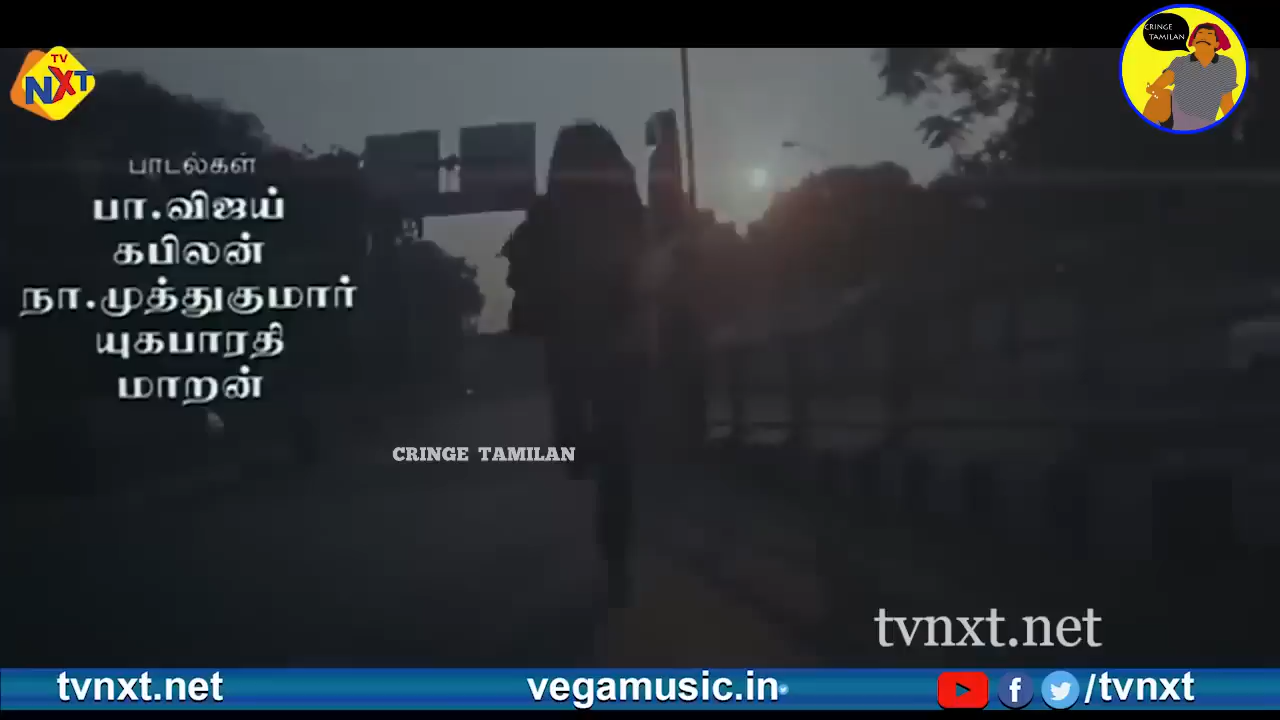 TV
NXT
CRINGE
TAMILAN
பாடல்கள்
பா.விஜய்
கபிலன்
நா.முத்துகுமார்
யுகபாரதி
மாறன்
CRINGE TAMILAN
tvnxt.net
tvnxt.net vegamusic.in /tvnxt